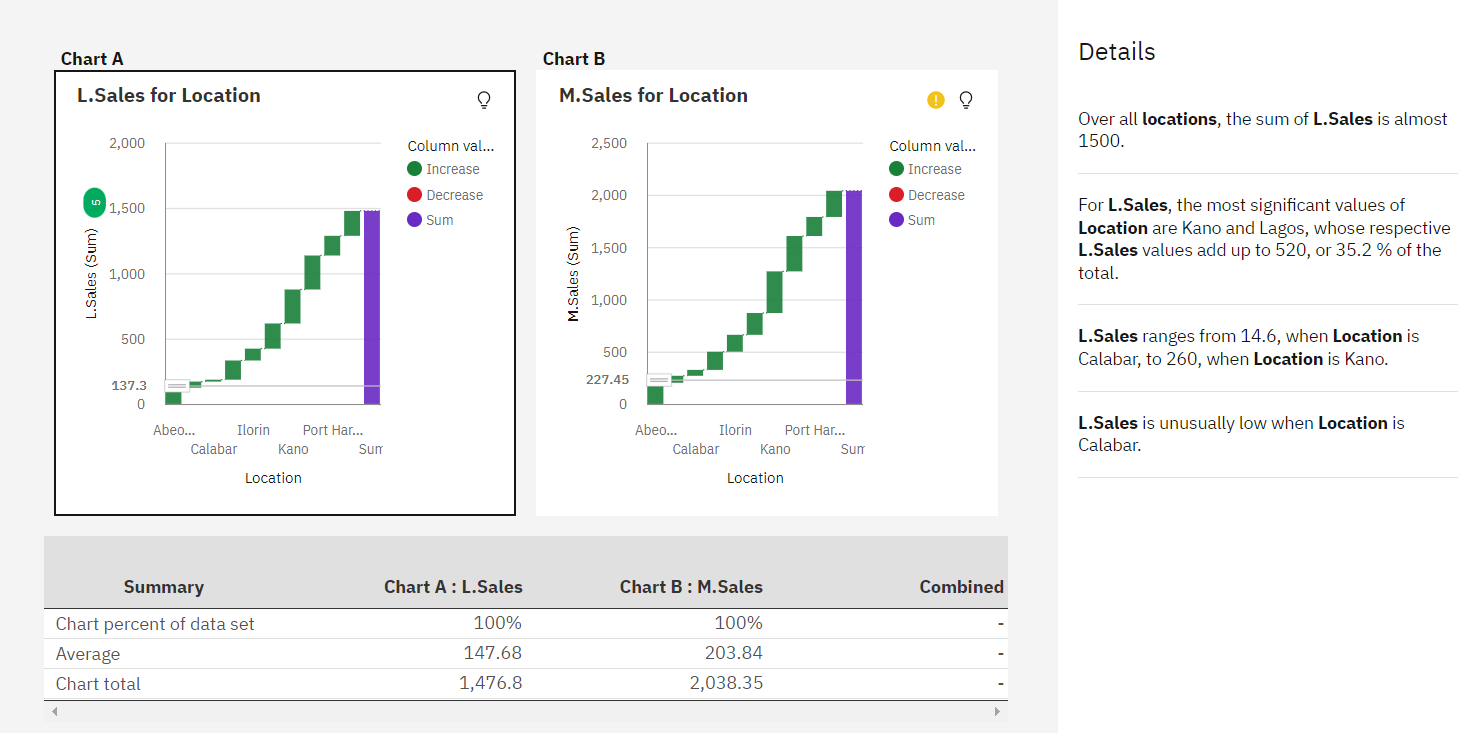 Chart A
L.Sales for Location
2,000
1,500
1,000
500
137.3
0
L.Sales (Sum)
5
Column val...
Increase
Decrease
Sum
Abeo...
Ilorin
Port Har...
Calabar
Kano
Sum
Location
Chart B
M.Sales for Location
!
2,500
2,000
1,500
1,000
500
227.45
0
M.Sales (Sum)
Column val...
Increase
Decrease
Sum
Abeo...
Ilorin
Port Har...
Calabar
Kano
Sum
Location
Summary Chart A : L.Sales Chart B : M.Sales Combined
Chart percent of data set 100% 100% -
Average 147.68 203.84 -
Chart total 1,476.8 2,038.35 -
Details
Over all locations, the sum of L.Sales is almost
1500.
For L.Sales, the most significant values of
Location are Kano and Lagos, whose respective
L.Sales values add up to 520, or 35.2 % of the
total.
L.Sales ranges from 14.6, when Location is
Calabar, to 260, when Location is Kano.
L.Sales is unusually low when Location is
Calabar.